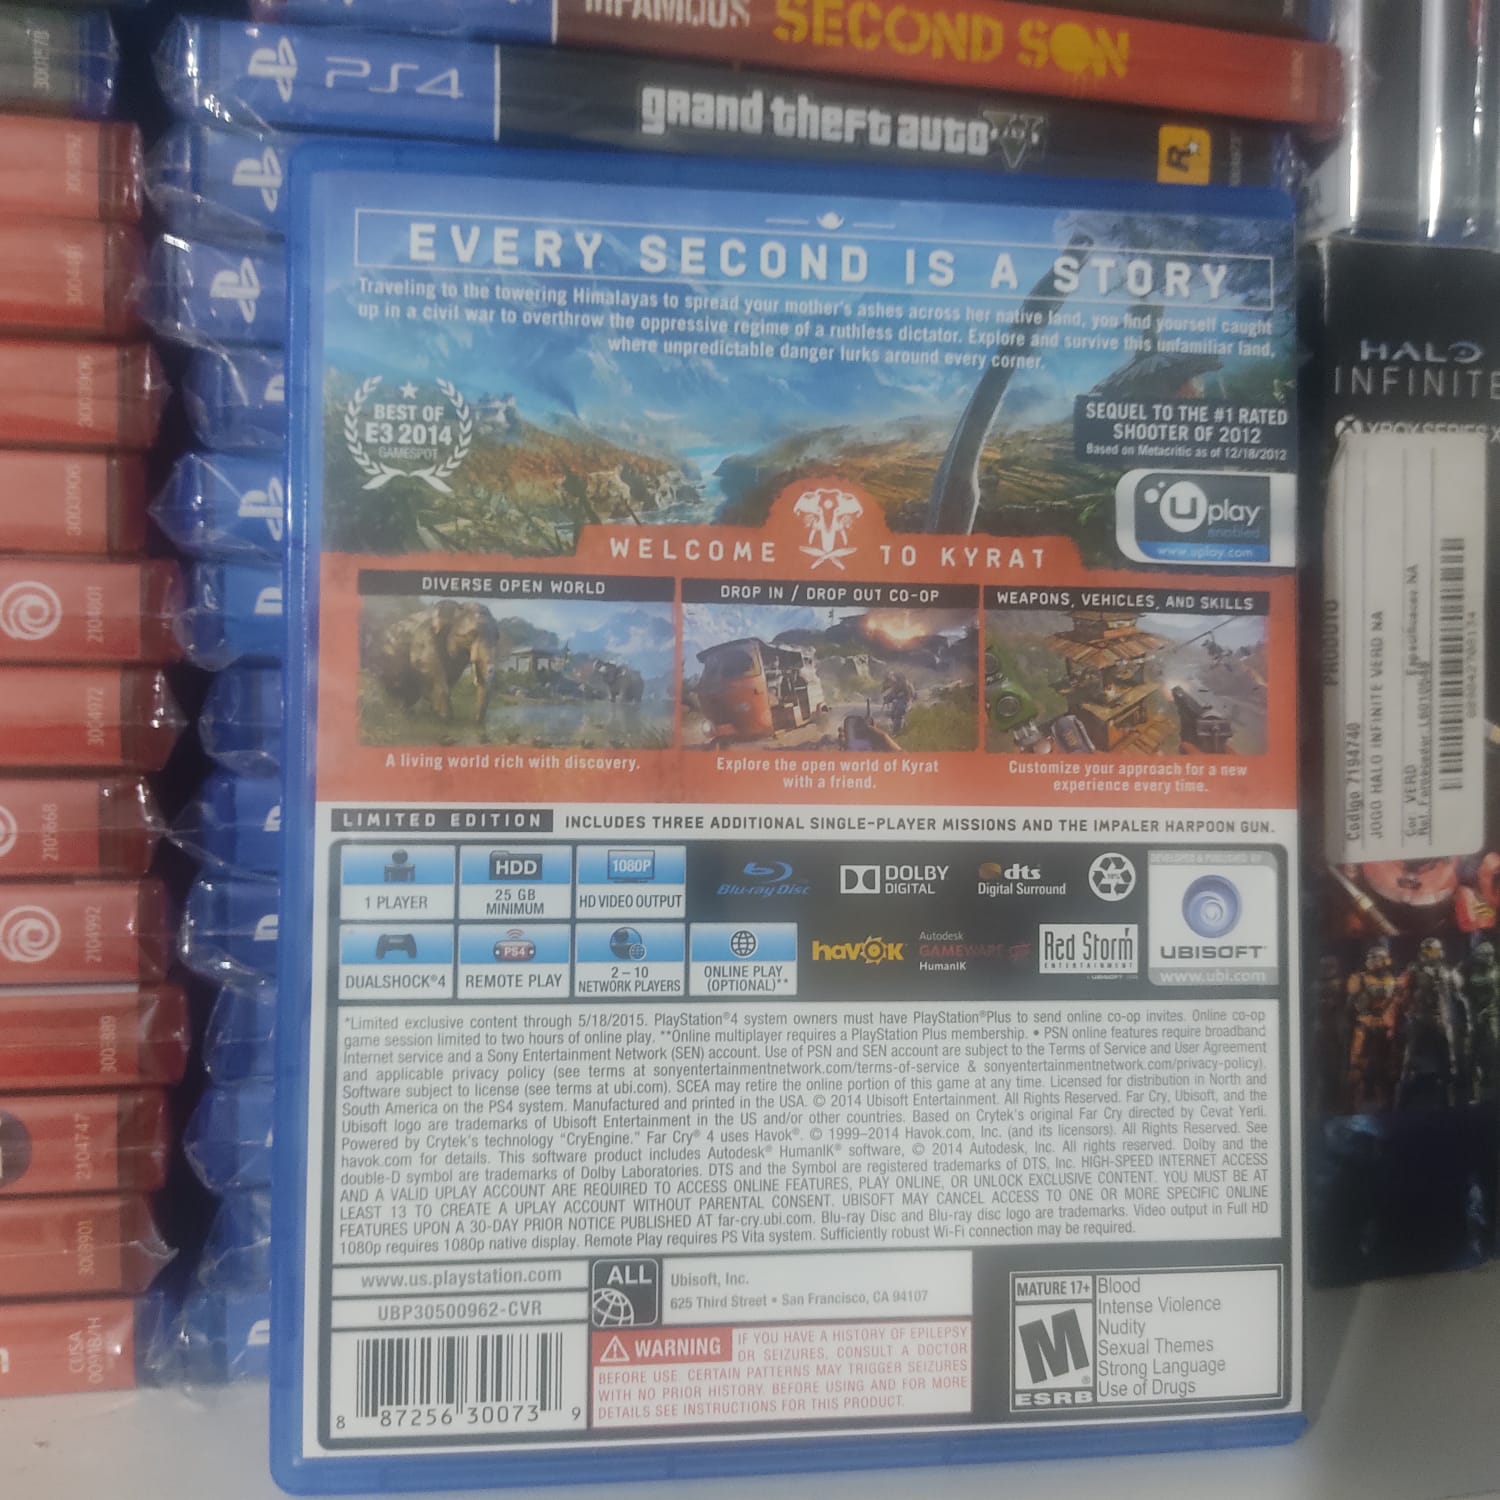 INFAMOUS SECOND SON
PS4
grand theft auto V
R
EVERY SECOND IS A STORY
Traveling to the towering Himalayas to spread your mother's ashes across her native land, you find yourself caught
up in a civil war to overthrow the oppressive regime of a ruthless dictator. Explore and survive this unfamiliar land,
where unpredictable danger lurks around every corner.
BEST OF
E3 2014
GAMESPOT
SEQUEL TO THE #1 RATED
SHOOTER OF 2012
Based on Metacritic as of 12/18/2012
Uplay
enabled
www.uplay.com
WELCOME TO KYRAT
DIVERSE OPEN WORLD
DROP IN / DROP OUT CO-OP
WEAPONS, VEHICLES, AND SKILLS
A living world rich with discovery.
Explore the open world of Kyrat
with a friend.
Customize your approach for a new
experience every time.
LIMITED EDITION INCLUDES THREE ADDITIONAL SINGLE-PLAYER MISSIONS AND THE IMPALER HARPOON GUN.
1 PLAYER
HDD
25 GB
MINIMUM
1080P
HD VIDEO OUTPUT
Blu-ray Disc
DOLBY
DIGITAL
dts
Digital Surround
DEVELOPED & PUBLISHED BY
UBISOFT
www.ubi.com
DUALSHOCK®4
PS4
REMOTE PLAY
2 – 10
NETWORK PLAYERS
ONLINE PLAY
(OPTIONAL)**
havok
Autodesk
GAMEWARE
HumanIK
Red Storm
ENTERTAINMENT
*Limited exclusive content through 5/18/2015. PlayStation®4 system owners must have PlayStation®Plus to send online co-op invites. Online co-op
game session limited to two hours of online play. **Online multiplayer requires a PlayStation Plus membership. • PSN online features require broadband
Internet service and a Sony Entertainment Network (SEN) account. Use of PSN and SEN account are subject to the Terms of Service and User Agreement
and applicable privacy policy (see terms at sonyentertainmentnetwork.com/terms-of-service & sonyentertainmentnetwork.com/privacy-policy).
Software subject to license (see terms at ubi.com). SCEA may retire the online portion of this game at any time. Licensed for distribution in North and
South America on the PS4 system. Manufactured and printed in the USA. © 2014 Ubisoft Entertainment. All Rights Reserved. Far Cry, Ubisoft, and the
Ubisoft logo are trademarks of Ubisoft Entertainment in the US and/or other countries. Based on Crytek's original Far Cry directed by Cevat Yerli.
Powered by Crytek's technology "CryEngine." Far Cry® 4 uses Havok®. © 1999–2014 Havok.com, Inc. (and its licensors). All Rights Reserved. See
havok.com for details. This software product includes Autodesk® HumanIK® software, © 2014 Autodesk, Inc. All rights reserved. Dolby and the
double-D symbol are trademarks of Dolby Laboratories. DTS and the Symbol are registered trademarks of DTS, Inc. HIGH-SPEED INTERNET ACCESS
AND A VALID UPLAY ACCOUNT ARE REQUIRED TO ACCESS ONLINE FEATURES, PLAY ONLINE, OR UNLOCK EXCLUSIVE CONTENT. YOU MUST BE AT
LEAST 13 TO CREATE A UPLAY ACCOUNT WITHOUT PARENTAL CONSENT. UBISOFT MAY CANCEL ACCESS TO ONE OR MORE SPECIFIC ONLINE
FEATURES UPON A 30-DAY PRIOR NOTICE PUBLISHED AT far-cry.ubi.com. Blu-ray Disc and Blu-ray disc logo are trademarks. Video output in Full HD
1080p requires 1080p native display. Remote Play requires PS Vita system. Sufficiently robust Wi-Fi connection may be required.
www.us.playstation.com
UBP30500962-CVR
8 87256 30073 9
ALL
Ubisoft, Inc.
625 Third Street • San Francisco, CA 94107
WARNING IF YOU HAVE A HISTORY OF EPILEPSY
OR SEIZURES, CONSULT A DOCTOR
BEFORE USE. CERTAIN PATTERNS MAY TRIGGER SEIZURES
WITH NO PRIOR HISTORY. BEFORE USING AND FOR MORE
DETAILS SEE INSTRUCTIONS FOR THIS PRODUCT.
MATURE 17+
M
ESRB
Blood
Intense Violence
Nudity
Sexual Themes
Strong Language
Use of Drugs
HALO
INFINITE
XBOX SERIES X
PRODUTO
Código 7194740
JOGO HALO INFINITE VERD NA
Cor VERD
Especificação NA
2104801
3004972
2105868
2104992
3003889
2104747
3008901
CUSA
00918/H